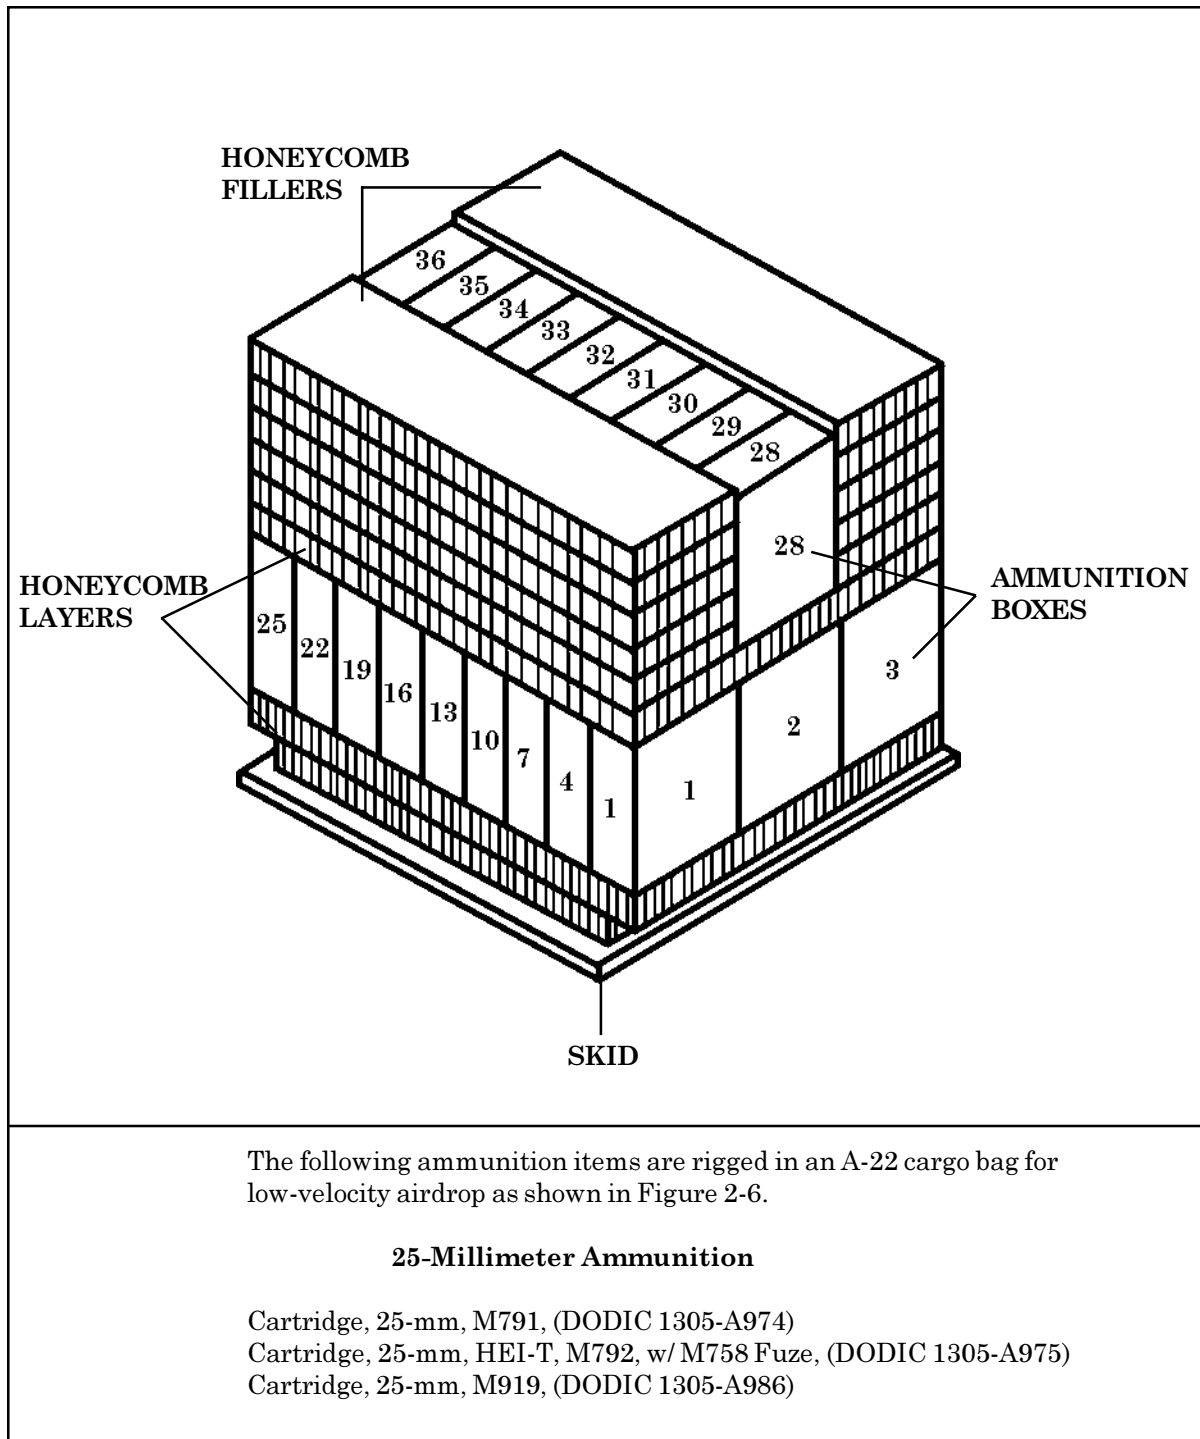 HONEYCOMB
FILLERS
36
35
34
33
32
31
30
29
28
28
HONEYCOMB
LAYERS
AMMUNITION
BOXES
25
22
19
16
13
10
7
4
1
1
2
3
SKID
The following ammunition items are rigged in an A-22 cargo bag for
low-velocity airdrop as shown in Figure 2-6.
25-Millimeter Ammunition
Cartridge, 25-mm, M791, (DODIC 1305-A974)
Cartridge, 25-mm, HEI-T, M792, w/ M758 Fuze, (DODIC 1305-A975)
Cartridge, 25-mm, M919, (DODIC 1305-A986)